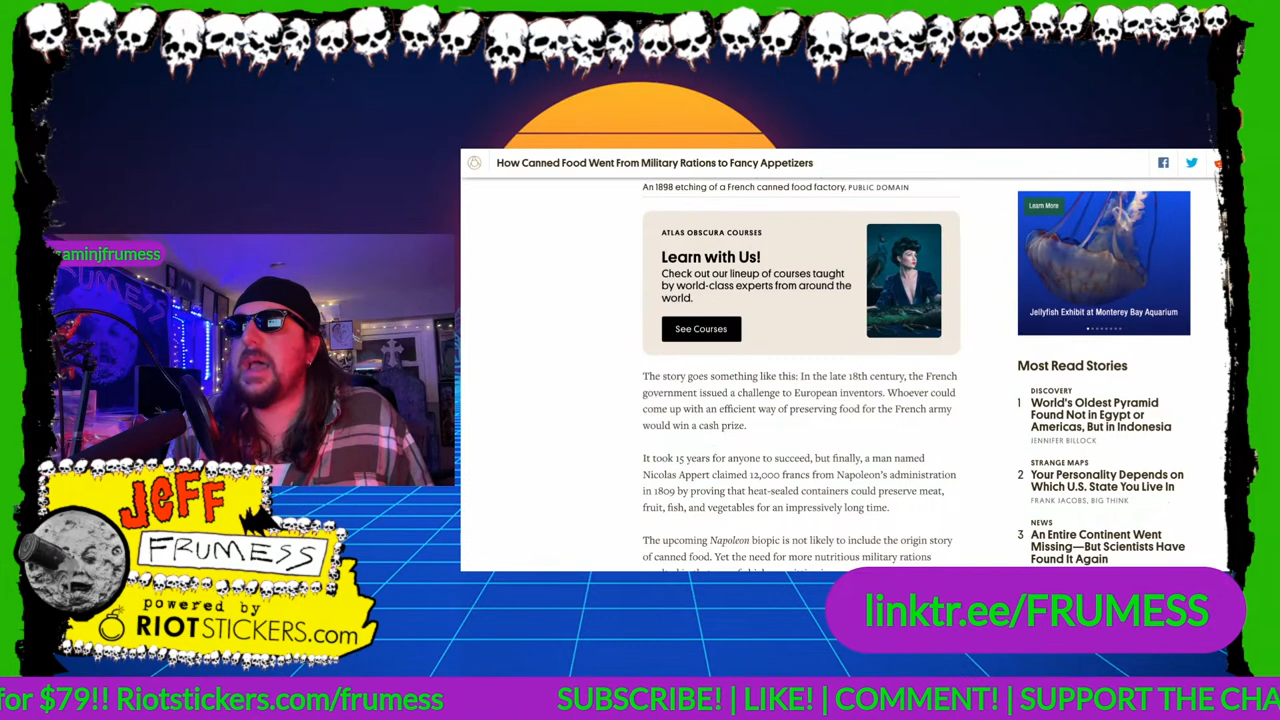 How Canned Food Went From Military Rations to Fancy Appetizers
An 1898 etching of a French canned food factory. PUBLIC DOMAIN
ATLAS OBSCURA COURSES
Learn with Us!
Check out our lineup of courses taught
by world-class experts from around the
world.
See Courses
The story goes something like this: In the late 18th century, the French
government issued a challenge to European inventors. Whoever could
come up with an efficient way of preserving food for the French army
would win a cash prize.
It took 15 years for anyone to succeed, but finally, a man named
Nicolas Appert claimed 12,000 francs from Napoleon's administration
in 1809 by proving that heat-sealed containers could preserve meat,
fruit, fish, and vegetables for an impressively long time.
The upcoming Napoleon biopic is not likely to include the origin story
of canned food. Yet the need for more nutritious military rations
Learn More
Jellyfish Exhibit at Monterey Bay Aquarium
Most Read Stories
DISCOVERY
1 World's Oldest Pyramid
Found Not in Egypt or
Americas, But in Indonesia
JENNIFER BILLOCK
STRANGE MAPS
2 Your Personality Depends on
Which U.S. State You Live In
FRANK JACOBS, BIG THINK
NEWS
3 An Entire Continent Went
Missing—But Scientists Have
Found It Again
aminjfrumess
FRUMESS
JEFF
FRUMESS
powered by
RIOTSTICKERS.com
linktr.ee/FRUMESS
for $79!! Riotstickers.com/frumess SUBSCRIBE! | LIKE! | COMMENT! | SUPPORT THE CHA